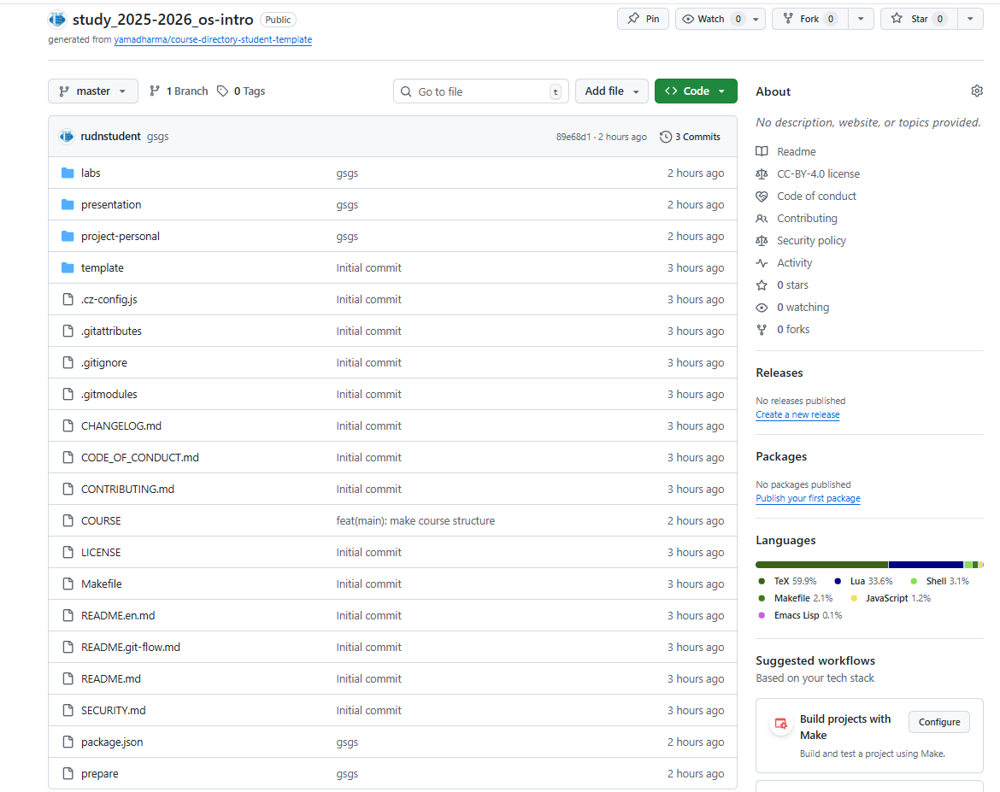 study_2025-2026_os-intro Public
Pin Watch 0 Fork 0 Star 0
generated from yamadharma/course-directory-student-template
master 1 Branch 0 Tags Go to file t Add file Code
rudnstudent gsgs 89e68d1 · 2 hours ago 3 Commits
labs gsgs 2 hours ago
presentation gsgs 2 hours ago
project-personal gsgs 2 hours ago
template Initial commit 3 hours ago
.cz-config.js Initial commit 3 hours ago
.gitattributes Initial commit 3 hours ago
.gitignore Initial commit 3 hours ago
.gitmodules Initial commit 3 hours ago
CHANGELOG.md Initial commit 3 hours ago
CODE_OF_CONDUCT.md Initial commit 3 hours ago
CONTRIBUTING.md Initial commit 3 hours ago
COURSE feat(main): make course structure 2 hours ago
LICENSE Initial commit 3 hours ago
Makefile Initial commit 3 hours ago
README.en.md Initial commit 3 hours ago
README.git-flow.md Initial commit 3 hours ago
README.md Initial commit 3 hours ago
SECURITY.md Initial commit 3 hours ago
package.json gsgs 2 hours ago
prepare gsgs 2 hours ago
About
No description, website, or topics provided.
Readme
CC-BY-4.0 license
Code of conduct
Contributing
Security policy
Activity
0 stars
0 watching
0 forks
Releases
No releases published
Create a new release
Packages
No packages published
Publish your first package
Languages
TeX 59.9% Lua 33.6% Shell 3.1%
Makefile 2.1% JavaScript 1.2%
Emacs Lisp 0.1%
Suggested workflows
Based on your tech stack
Build projects with
Make
Configure
Build and test a project using Make.